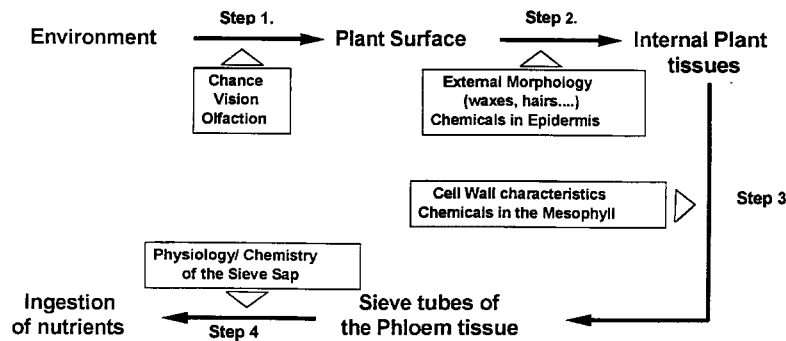 Step 1.
Step 2.
Environment
Plant Surface
Internal Plant
tissues
Chance
Vision
Olfaction
External Morphology
(waxes, hairs....)
Chemicals in Epidermis
Cell Wall characteristics
Chemicals in the Mesophyll
Step 3
Physiology/ Chemistry
of the Sieve Sap
Ingestion
of nutrients
Step 4
Sieve tubes of
the Phloem tissue